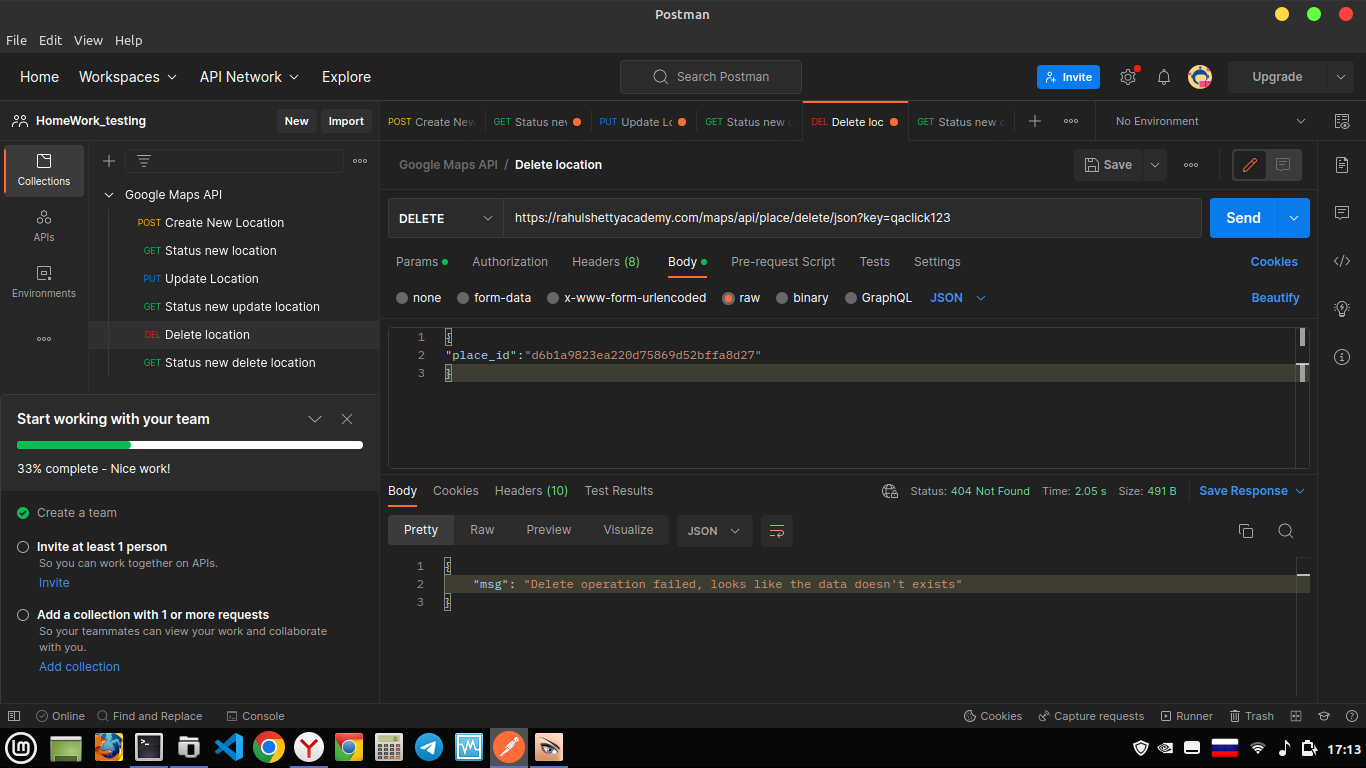 Postman
File Edit View Help
Home Workspaces API Network Explore Search Postman Invite Upgrade
HomeWork_testing New Import
POST Create New GET Status new PUT Update Lo GET Status new u DEL Delete loc GET Status new d No Environment
Google Maps API / Delete location Save
Collections
APIs
Environments
Google Maps API
POST Create New Location
GET Status new location
PUT Update Location
GET Status new update location
DEL Delete location
GET Status new delete location
DELETE https://rahulshettyacademy.com/maps/api/place/delete/json?key=qaclick123 Send
Params Authorization Headers (8) Body Pre-request Script Tests Settings Cookies
none form-data x-www-form-urlencoded raw binary GraphQL JSON Beautify
1 {
2 "place_id":"d6b1a9823ea220d75869d52bffa8d27"
3 }
Start working with your team
33% complete - Nice work!
Create a team
Invite at least 1 person
So you can work together on APIs.
Invite
Add a collection with 1 or more requests
So your teammates can view your work and collaborate
with you.
Add collection
Body Cookies Headers (10) Test Results Status: 404 Not Found Time: 2.05 s Size: 491 B Save Response
Pretty Raw Preview Visualize JSON
1 {
2 "msg": "Delete operation failed, looks like the data doesn't exists"
3 }
Online Find and Replace Console Cookies Capture requests Runner Trash
17:13